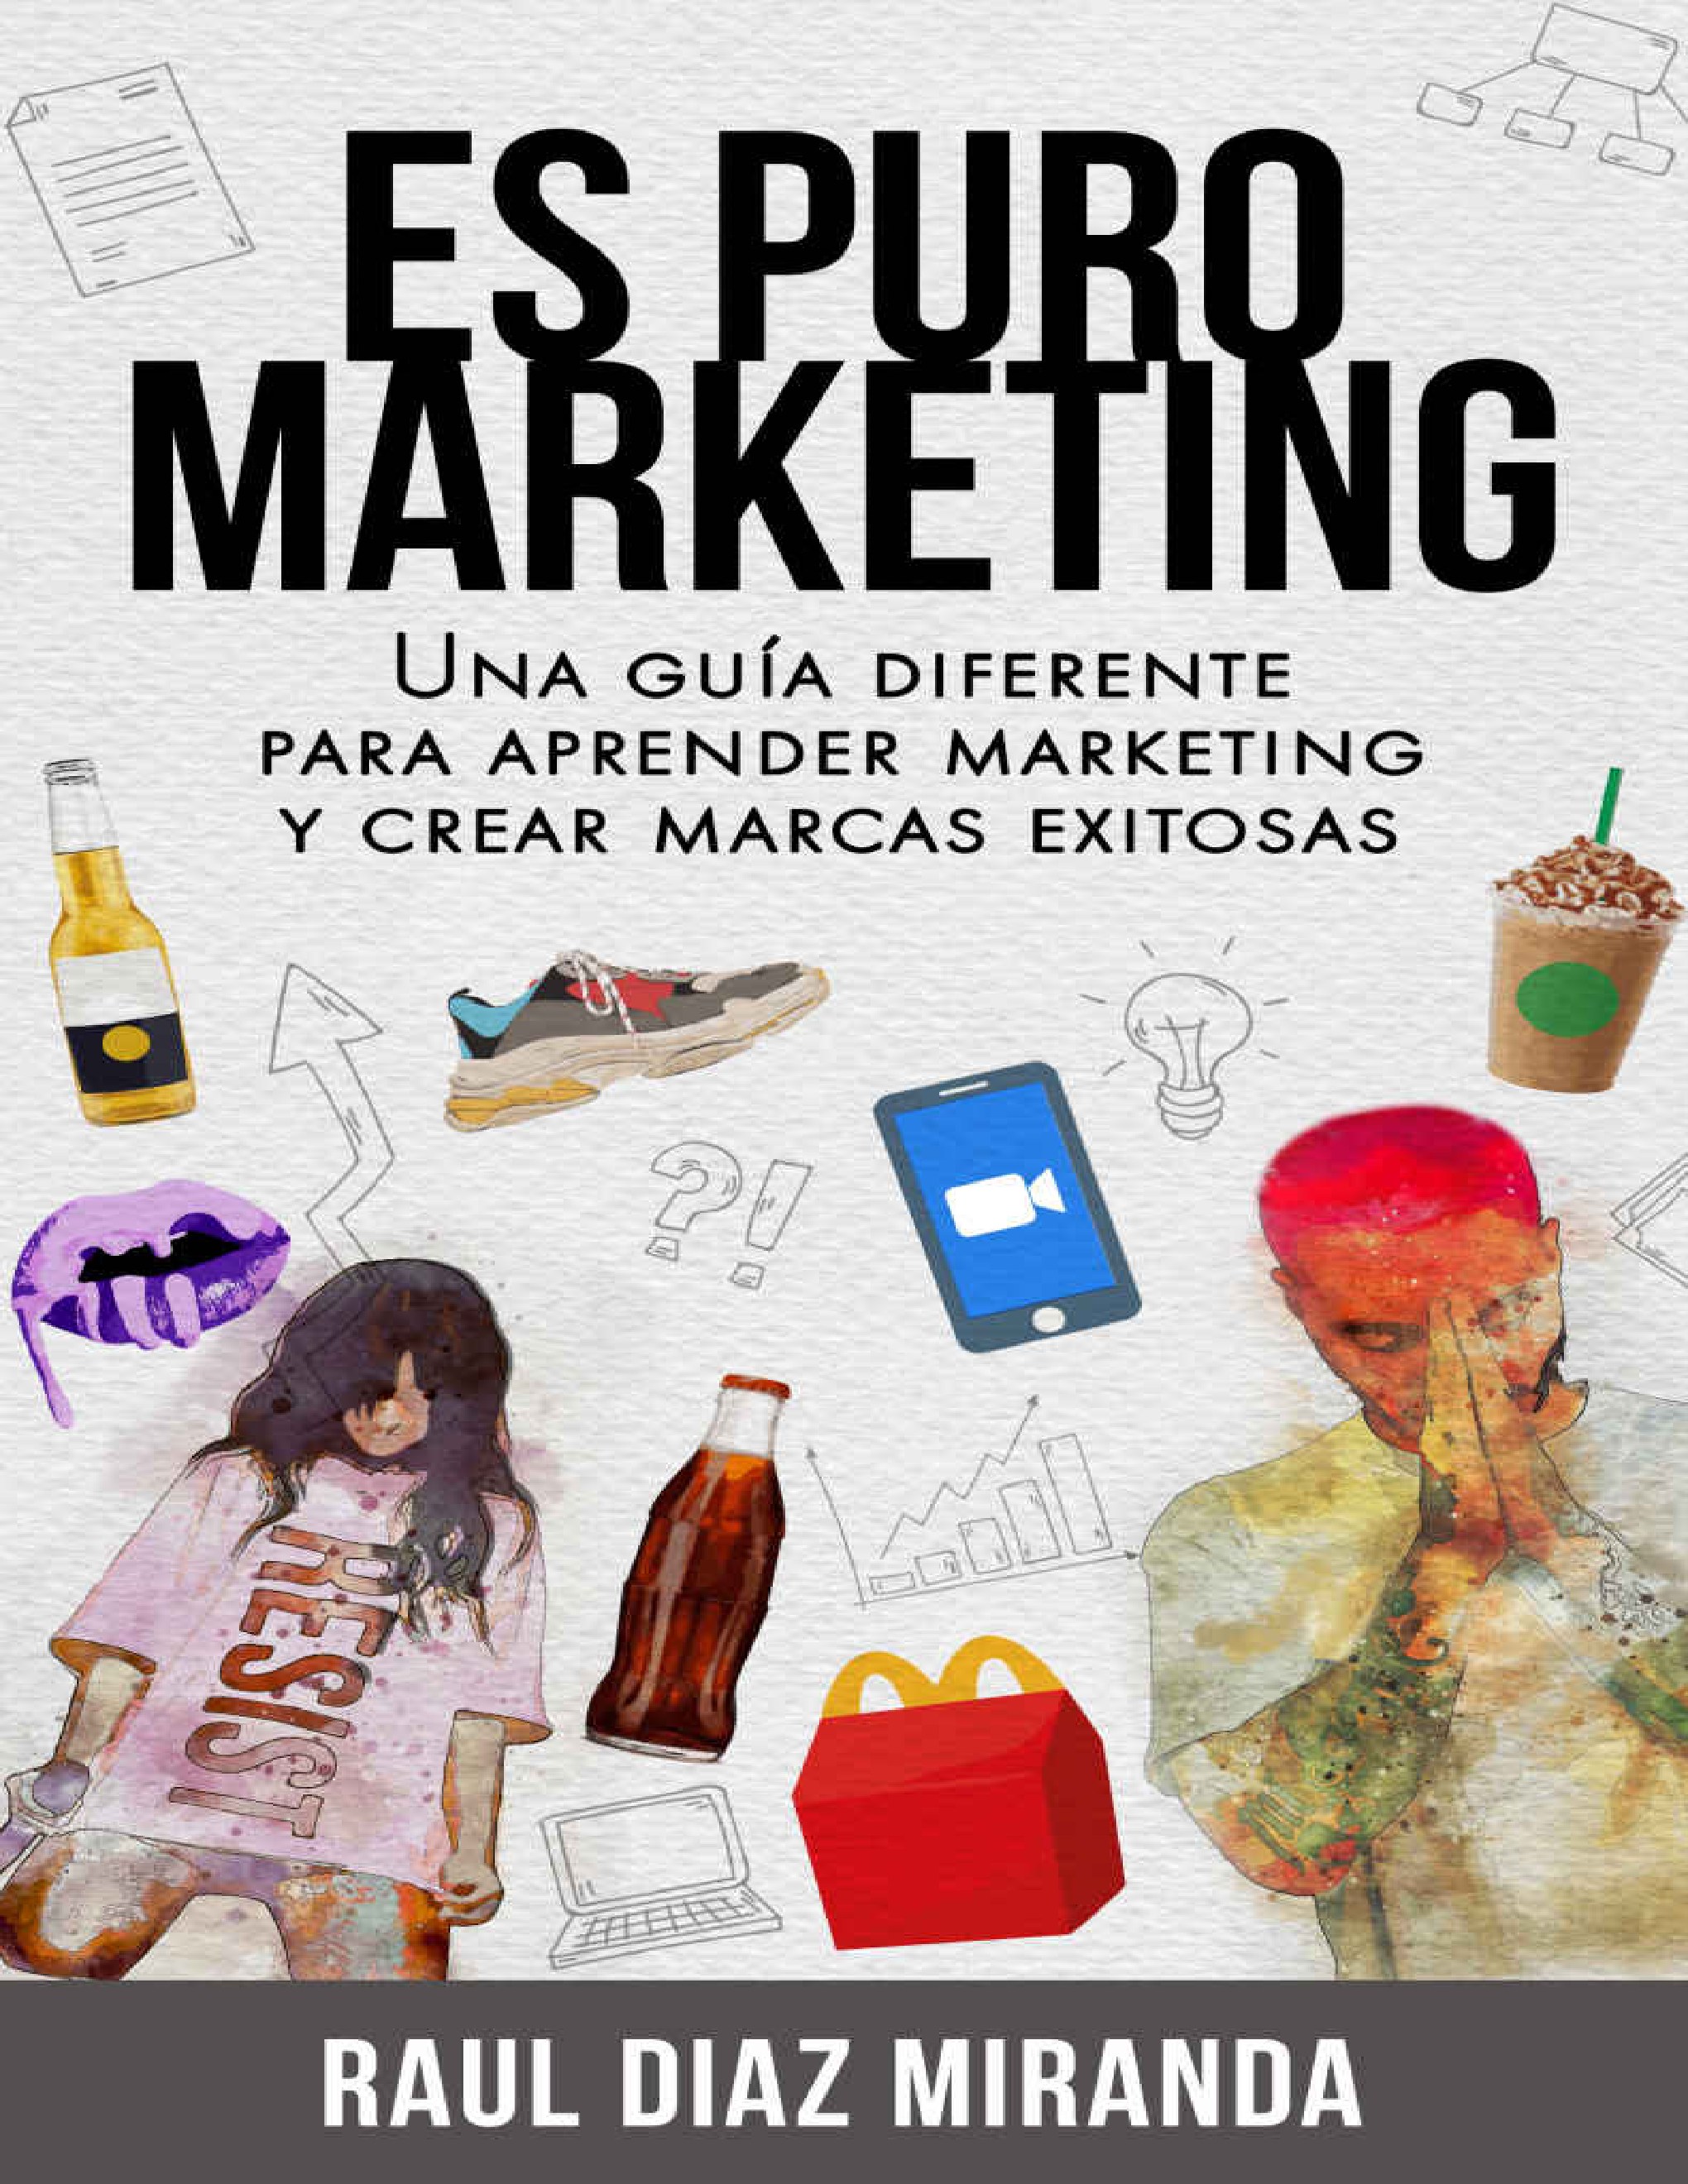 ES PURO
MARKETING
UNA GUÍA DIFERENTE
PARA APRENDER MARKETING
Y CREAR MARCAS EXITOSAS
?!
RESIST
RAUL DIAZ MIRANDA